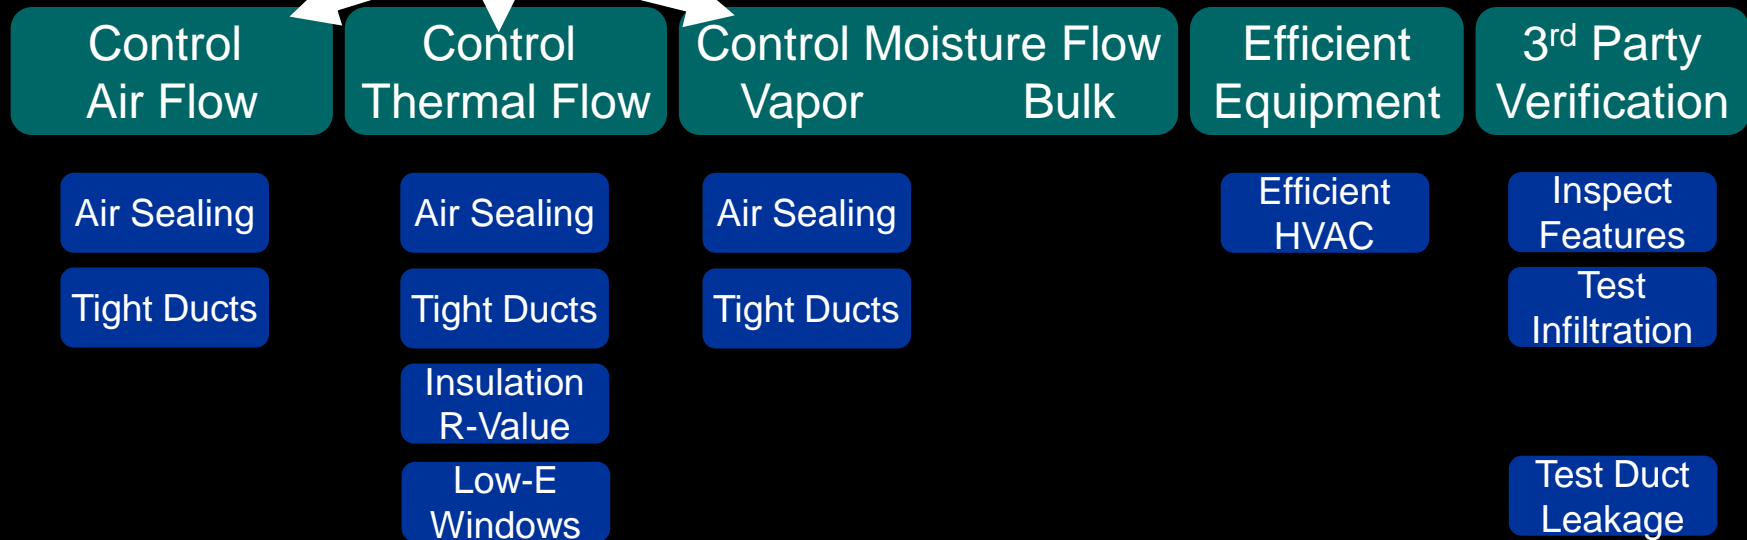 Control
Air Flow
Control
Thermal Flow
Control Moisture Flow
Vapor Bulk
Efficient
Equipment
3rd Party
Verification
Air Sealing
Tight Ducts
Air Sealing
Tight Ducts
Insulation
R-Value
Low-E
Windows
Air Sealing
Tight Ducts
Efficient
HVAC
Inspect
Features
Test
Infiltration
Test Duct
Leakage